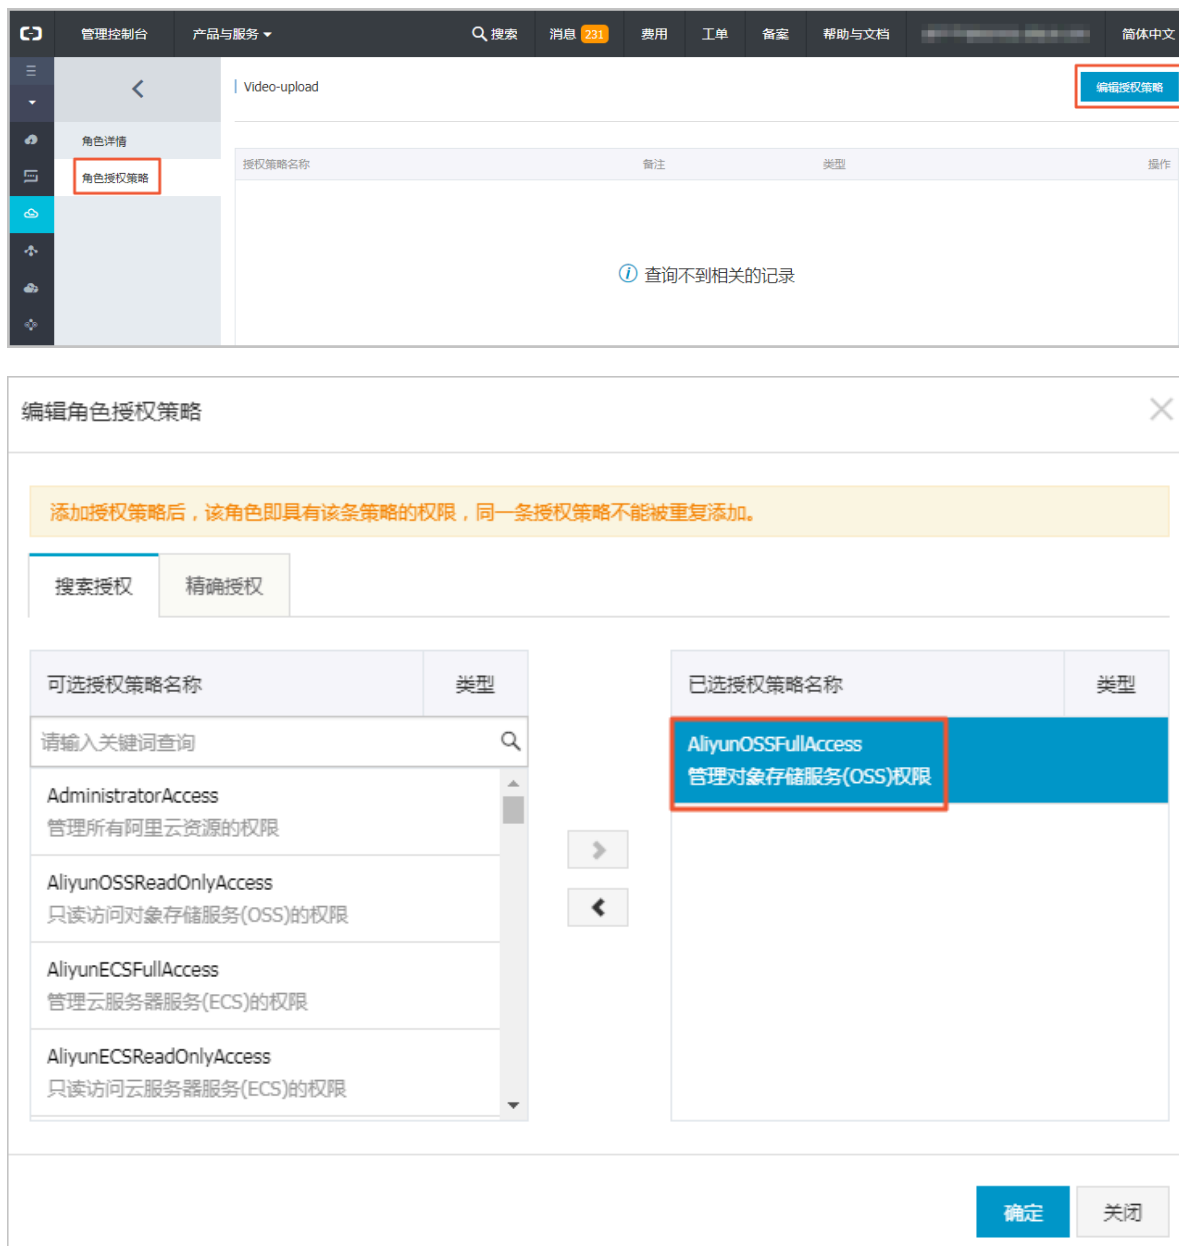 管理控制台 产品与服务 搜索 消息 231 费用 工单 备案 帮助与文档 简体中文
Video-upload 编辑授权策略
角色详情
角色授权策略
授权策略名称 备注 类型 操作
查询不到相关的记录
编辑角色授权策略
添加授权策略后，该角色即具有该条策略的权限，同一条授权策略不能被重复添加。
搜索授权 精确授权
可选授权策略名称 类型
请输入关键词查询
AdministratorAccess
管理所有阿里云资源的权限
AliyunOSSReadOnlyAccess
只读访问对象存储服务(OSS)的权限
AliyunECSFullAccess
管理云服务器服务(ECS)的权限
AliyunECSReadOnlyAccess
只读访问云服务器服务(ECS)的权限
已选授权策略名称 类型
AliyunOSSFullAccess
管理对象存储服务(OSS)权限
确定 关闭